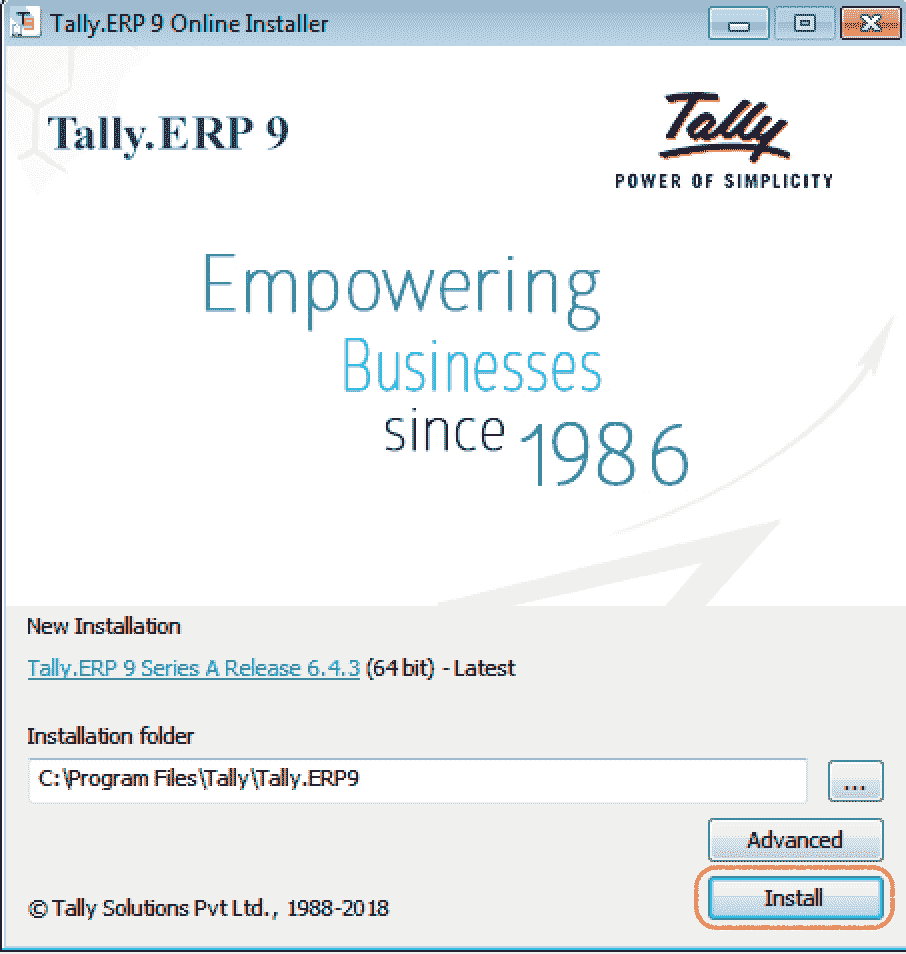 Tally.ERP 9 Online Installer
Tally.ERP 9
Tally
POWER OF SIMPLICITY
Empowering
Businesses
since 1986
New Installation
Tally.ERP 9 Series A Release 6.4.3 (64 bit) - Latest
Installation folder
C:\Program Files\Tally\Tally.ERP9
...
Advanced
© Tally Solutions Pvt Ltd., 1988-2018
Install